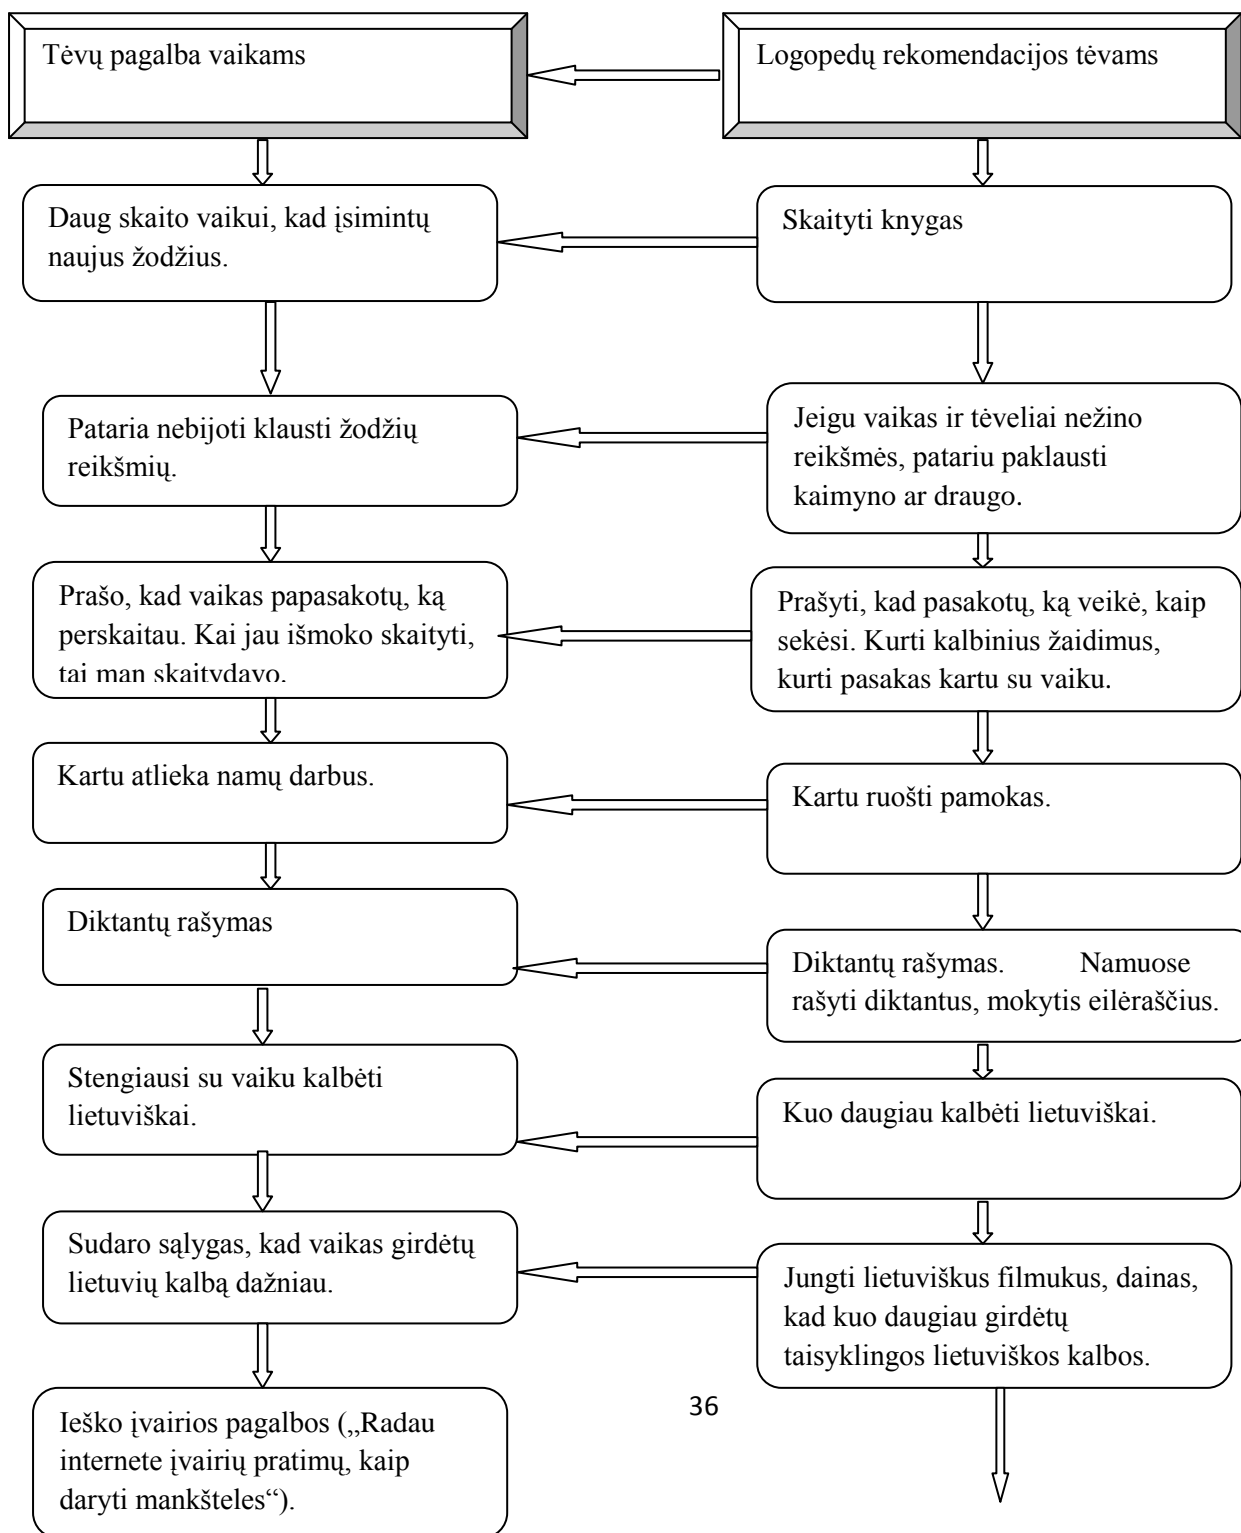 Tėvų pagalba vaikams
Logopedų rekomendacijos tėvams
Daug skaito vaikui, kad įsimintų
naujus žodžius.
Skaityti knygas
Pataria nebijoti klausti žodžių
reikšmių.
Jeigu vaikas ir tėveliai nežino
reikšmės, patariu paklausti
kaimyno ar draugo.
Prašo, kad vaikas papasakotų, ką
perskaitau. Kai jau išmoko skaityti,
tai man skaitydavo.
Prašyti, kad pasakotų, ką veikė, kaip
sekėsi. Kurti kalbinius žaidimus,
kurti pasakas kartu su vaiku.
Kartu atlieka namų darbus.
Kartu ruošti pamokas.
Diktantų rašymas
Diktantų rašymas. Namuose
rašyti diktantus, mokytis eilėraščius.
Stengiausi su vaiku kalbėti
lietuviškai.
Kuo daugiau kalbėti lietuviškai.
Sudaro sąlygas, kad vaikas girdėtų
lietuvių kalbą dažniau.
Jungti lietuviškus filmukus, dainas,
kad kuo daugiau girdėtų
taisyklingos lietuviškos kalbos.
Ieško įvairios pagalbos („Radau
internete įvairių pratimų, kaip
daryti mankšteles“).
36